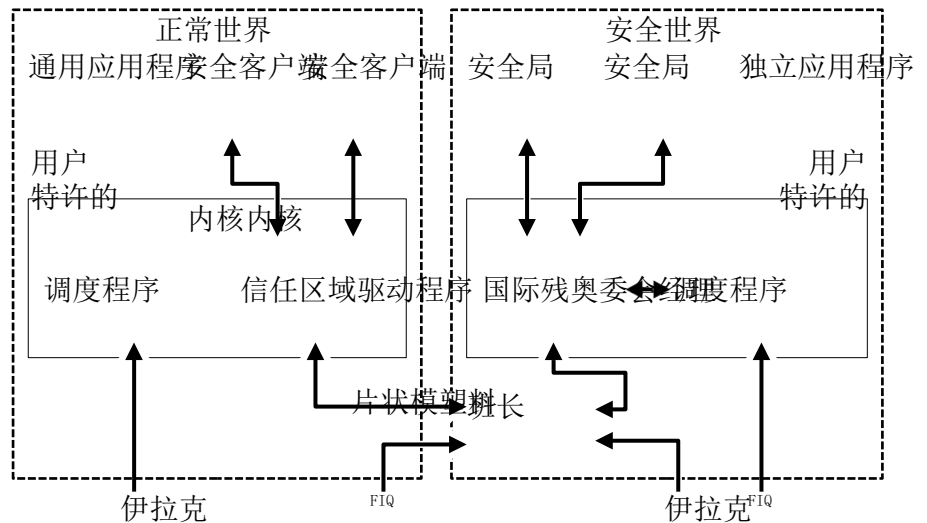 正常世界
安全世界
通用应用程序
安全客户端
安全客户端
安全局
安全局
独立应用程序
用户
特许的
用户
特许的
内核内核
调度程序
信任区域驱动程序
国际残奥委会经理
调度程序
片状模塑料
班长
伊拉克
FIQ
伊拉克
FIQ